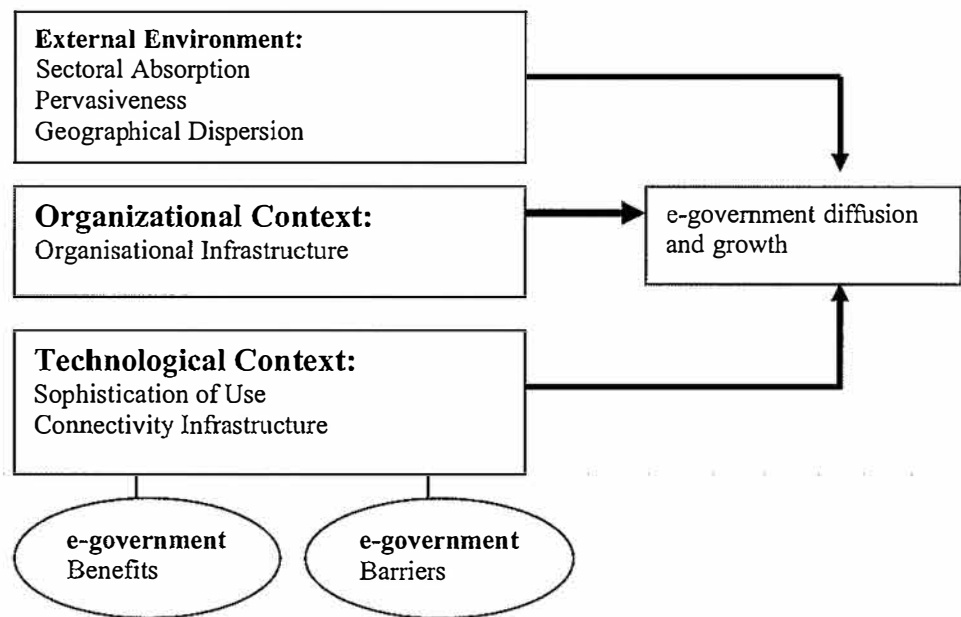 External Environment:
Sectoral Absorption
Pervasiveness
Geographical Dispersion
Organizational Context:
Organisational Infrastructure
e-government diffusion
and growth
Technological Context:
Sophistication of Use
Connectivity Infrastructure
e-government
Benefits
e-government
Barriers